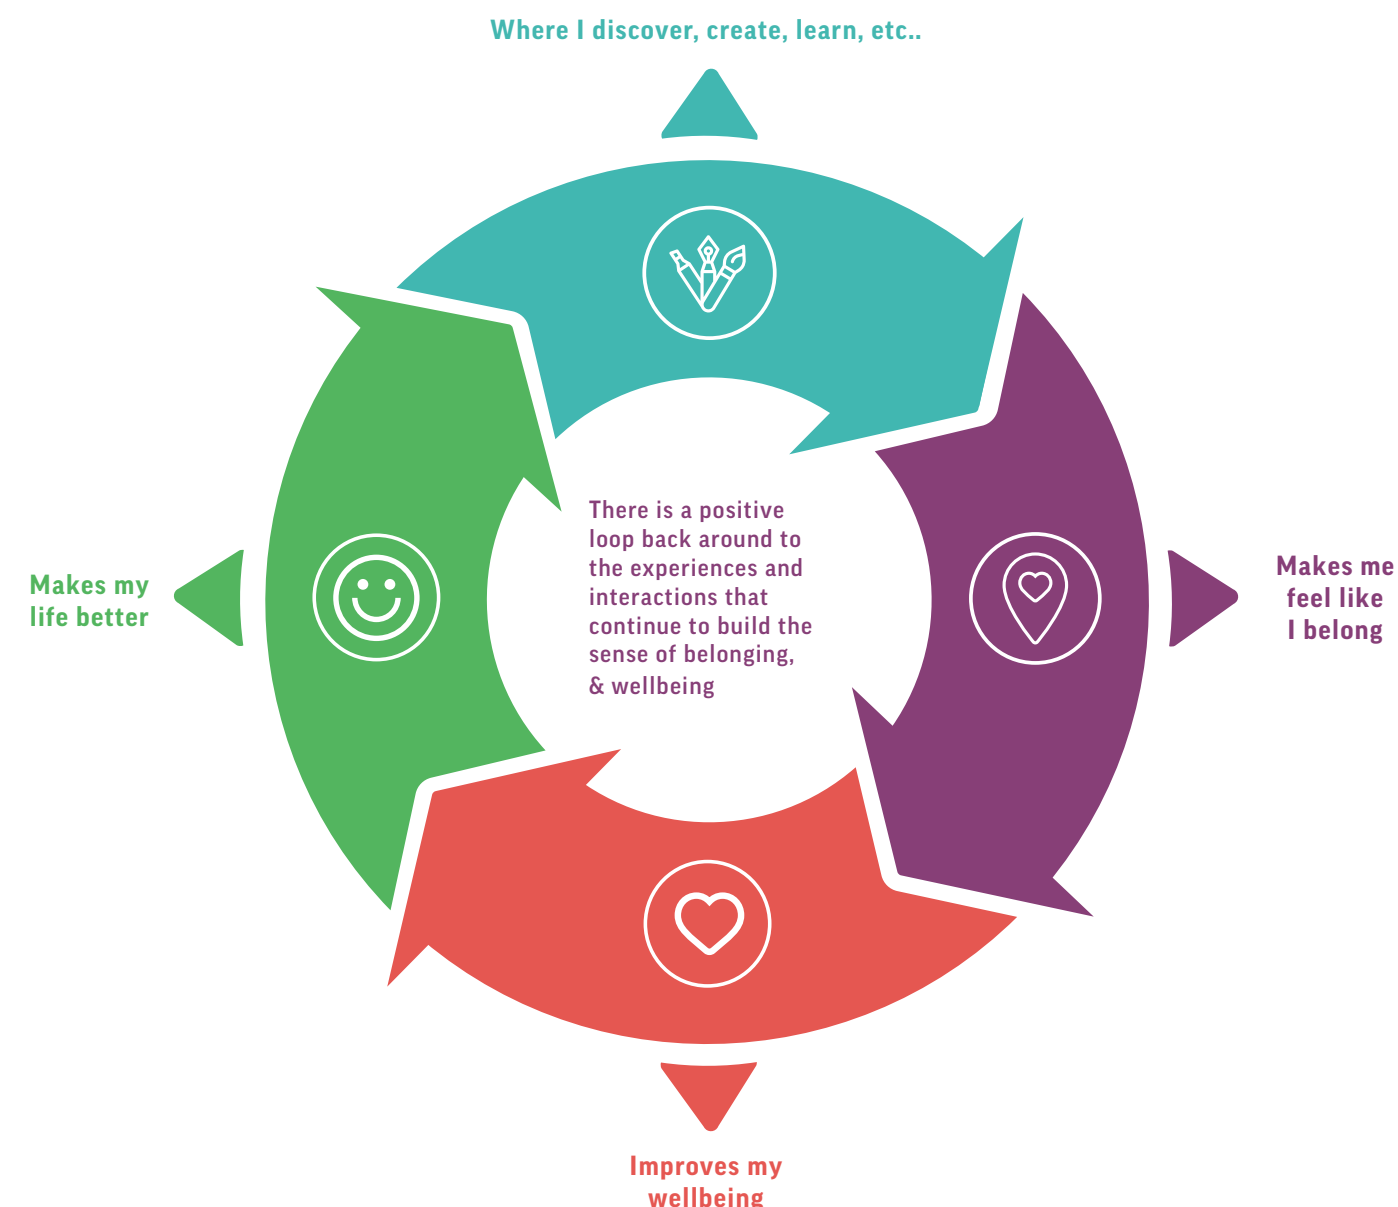 Where I discover, create, learn, etc..
There is a positive
loop back around to
the experiences and
interactions that
continue to build the
sense of belonging,
& wellbeing
Makes me
feel like
I belong
Improves my
wellbeing
Makes my
life better